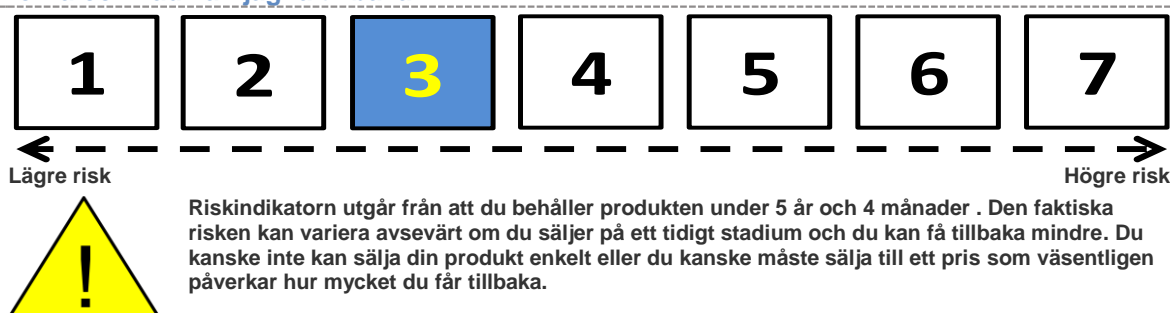 1 2 3 4 5 6 7
Lägre risk Högre risk
Riskindikatorn utgår från att du behåller produkten under 5 år och 4 månader . Den faktiska
risken kan variera avsevärt om du säljer på ett tidigt stadium och du kan få tillbaka mindre. Du
kanske inte kan sälja din produkt enkelt eller du kanske måste sälja till ett pris som väsentligen
påverkar hur mycket du får tillbaka.
!